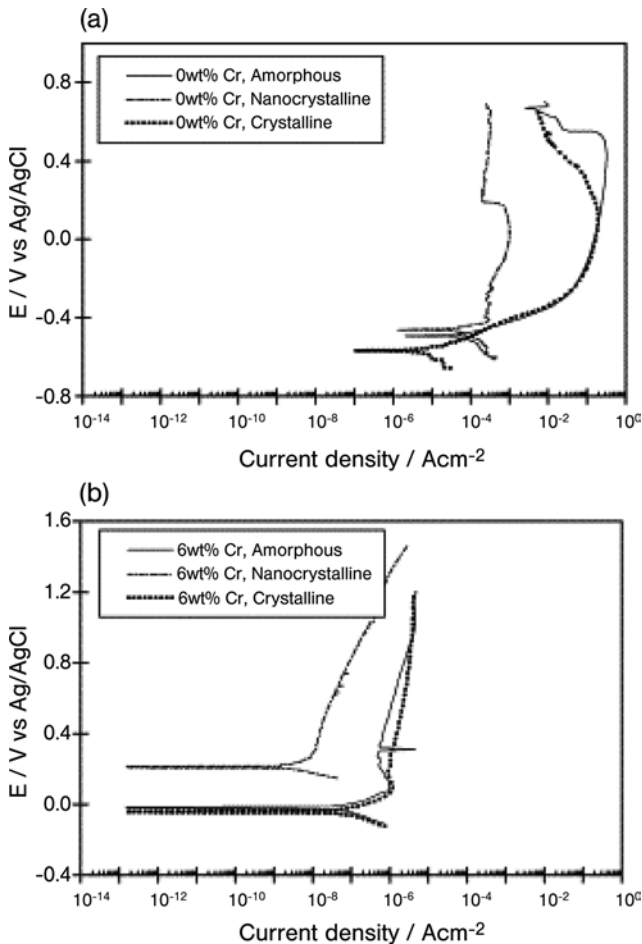 (a)
0.8
0.4
0.0
-0.4
-0.8
E / V vs Ag/AgCl
0wt% Cr, Amorphous
0wt% Cr, Nanocrystalline
0wt% Cr, Crystalline
10-14 10-12 10-10 10-8 10-6 10-4 10-2 100
Current density / Acm-2
(b)
1.6
1.2
0.8
0.4
0.0
-0.4
E / V vs Ag/AgCl
6wt% Cr, Amorphous
6wt% Cr, Nanocrystalline
6wt% Cr, Crystalline
10-14 10-12 10-10 10-8 10-6 10-4 10-2 100
Current density / Acm-2